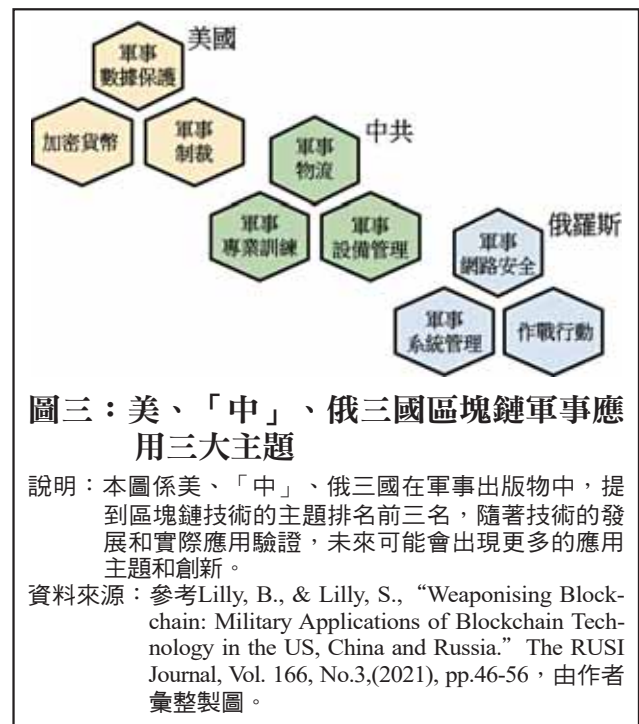 美國
軍事
數據保護
加密貨幣
軍事
制裁
中共
軍事
物流
軍事
專業訓練
軍事
設備管理
俄羅斯
軍事
網路安全
軍事
系統管理
作戰行動
圖三：美、「中」、俄三國區塊鏈軍事應
用三大主題
說明：本圖係美、「中」、俄三國在軍事出版物中，提
到區塊鏈技術的主題排名前三名，隨著技術的發
展和實際應用驗證，未來可能會出現更多的應用
主題和創新。
資料來源：參考Lilly, B., & Lilly, S.,“Weaponising Block-
chain: Military Applications of Blockchain Tech-
nology in the US, China and Russia.” The RUSI
Journal, Vol. 166, No.3,(2021), pp.46-56，由作者
彙整製圖。